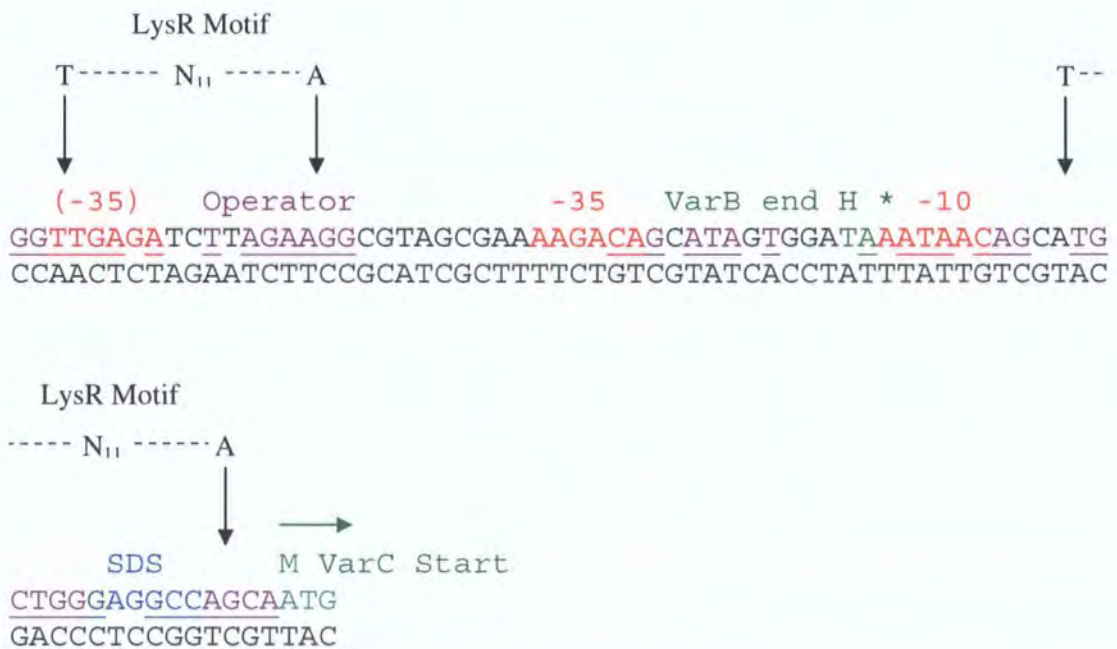 LysR Motif
T ------ N₁₁ ------ A T --
(-35) Operator -35 VarB end H * -10
GGTTGAGATCTTAGAAGGCGTAGCGAAAAGACAGCATAGTGGATAAATAACAGCATG
CCAACTCTAGAATCTTCCGCATCGCTTTTCTGTCGTATCACCTATTTATTGTCGTAC
LysR Motif
----- N₁₁ ------ A
SDS M VarC Start
CTGGGAGGCCAGCAATG
GACCCTCCGGTCGTTAC